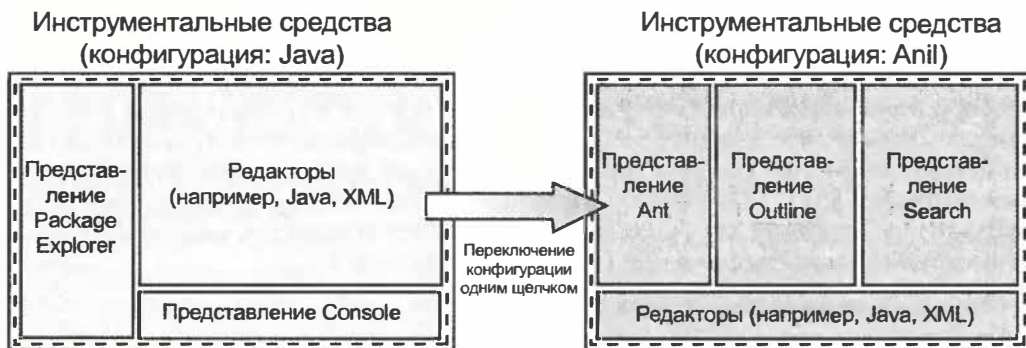 Инструментальные средства
(конфигурация: Java)
Представ-
ление
Package
Explorer
Редакторы
(например, Java, XML)
Представление Console
Переключение
конфигурации
одним щелчком
Инструментальные средства
(конфигурация: Anil)
Представ-
ление
Ant
Представ-
ление
Outline
Представ-
ление
Search
Редакторы (например, Java, XML)